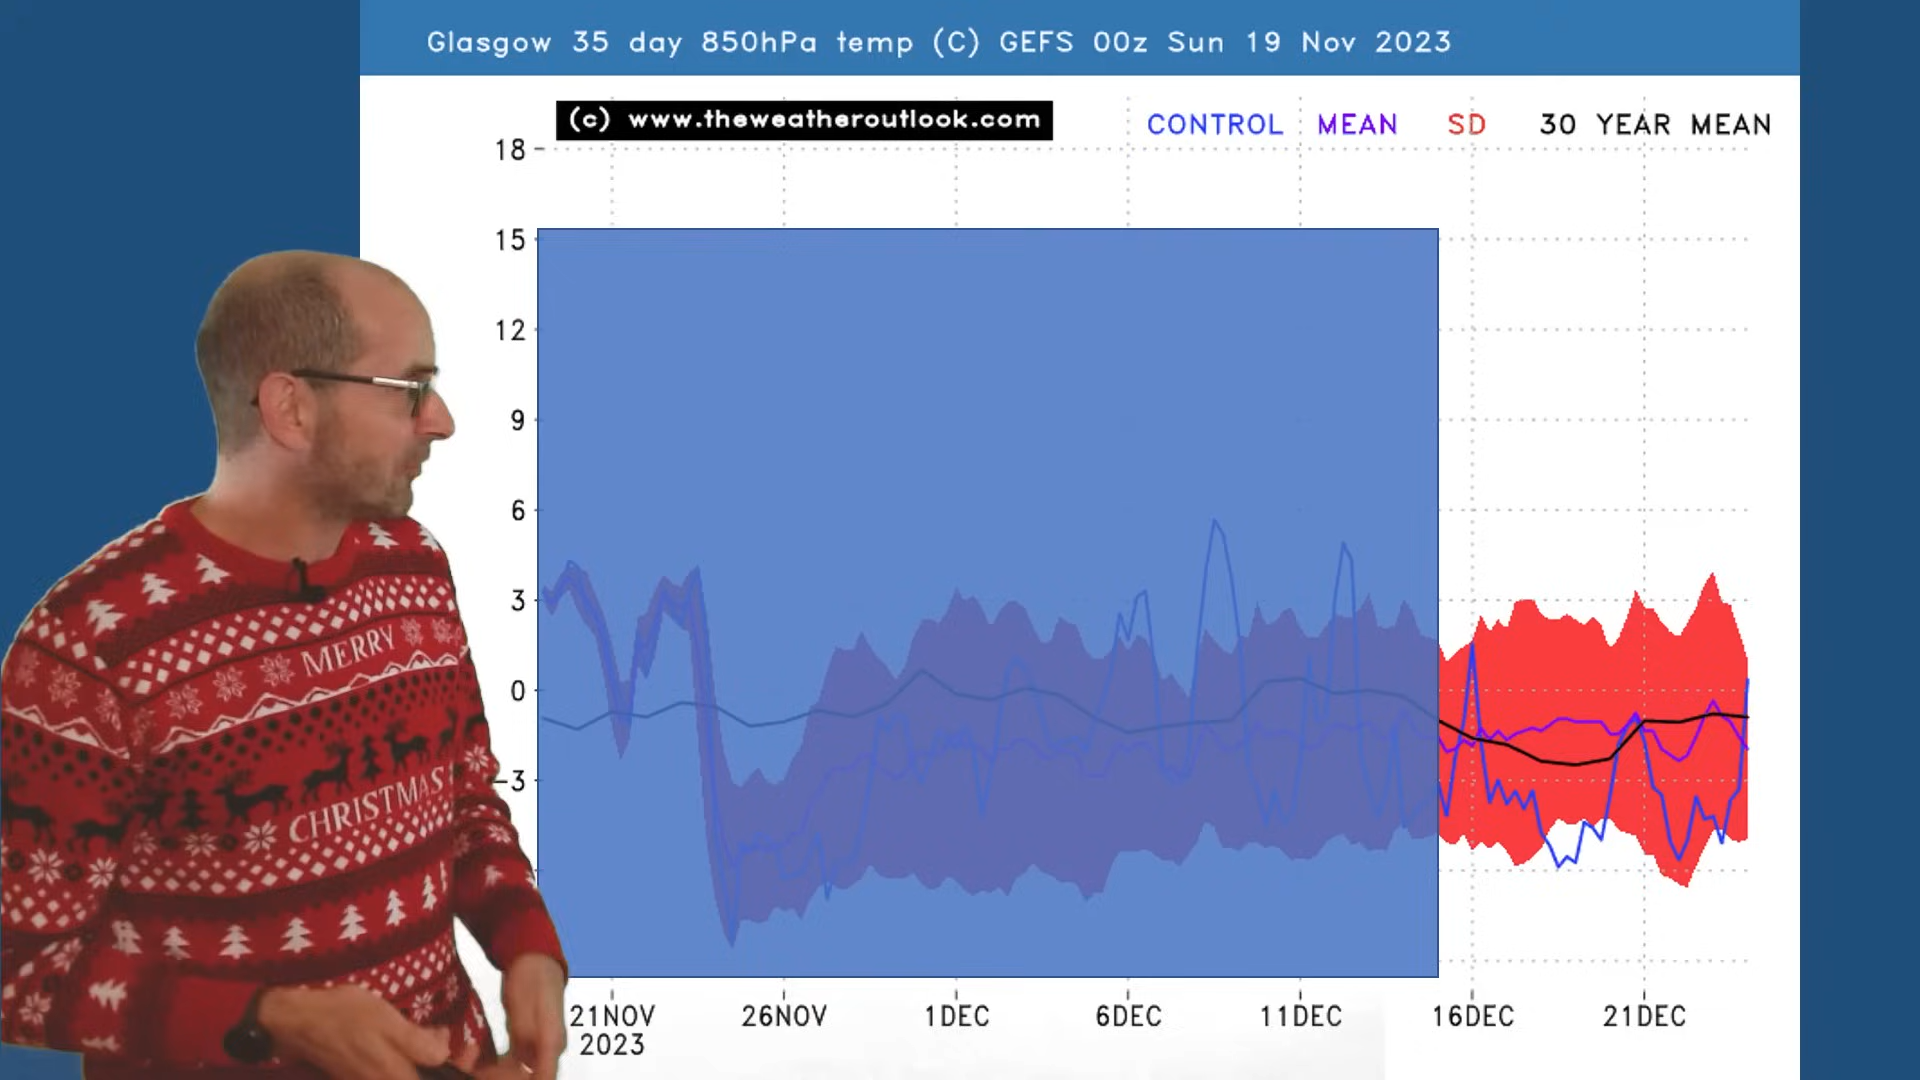 Glasgow 35 day 850hPa temp (C) GEFS 00z Sun 19 Nov 2023
(c) www.theweatheroutlook.com
CONTROL MEAN SD 30 YEAR MEAN
18
15
12
9
6
3
0
-3
MERRY
CHRISTMAS
21NOV 26NOV 1DEC 6DEC 11DEC 16DEC 21DEC
2023